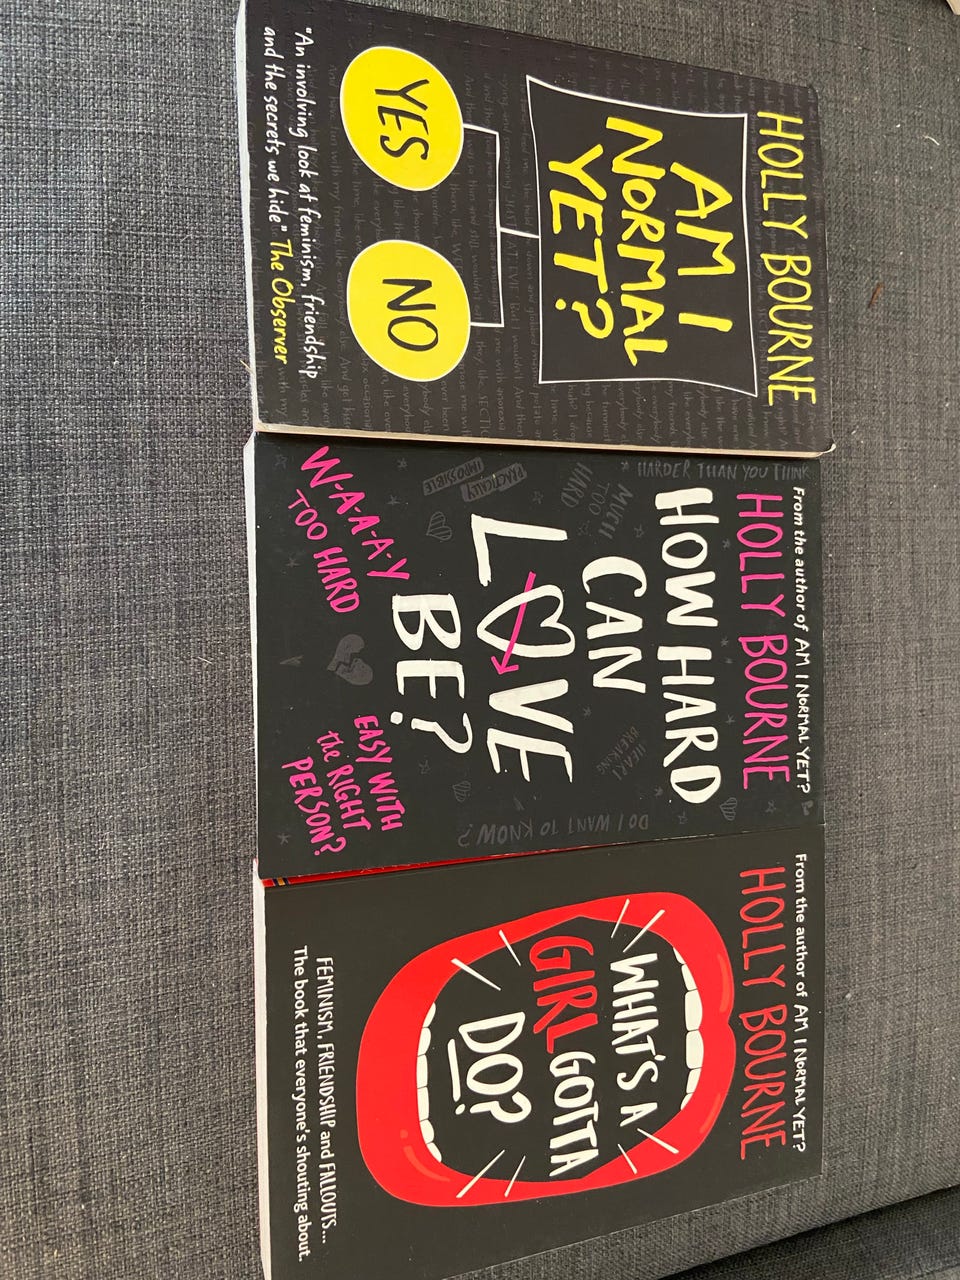 HOLLY BOURNE
AM I
NORMAL
YET?
YES
NO
"An involving look at feminism, friendship
and the secrets we hide" The Observer
From the author of AM I NORMAL YET?
HOLLY BOURNE
HARDER THAN YOU THINK
HOW HARD
CAN
LOVE
BE?
MUCH
TOO
HARD
PRACTICALLY
IMPOSSIBLE
HEART
BREAKING
DO I WANT TO KNOW?
W-A-A-A-Y
TOO HARD
EASY WITH
the RIGHT
PERSON?
From the author of AM I NORMAL YET?
HOLLY BOURNE
WHAT'S A
GIRL GOTTA
DO?
FEMINISM, FRIENDSHIP and FALLOUTS...
The book that everyone's shouting about.